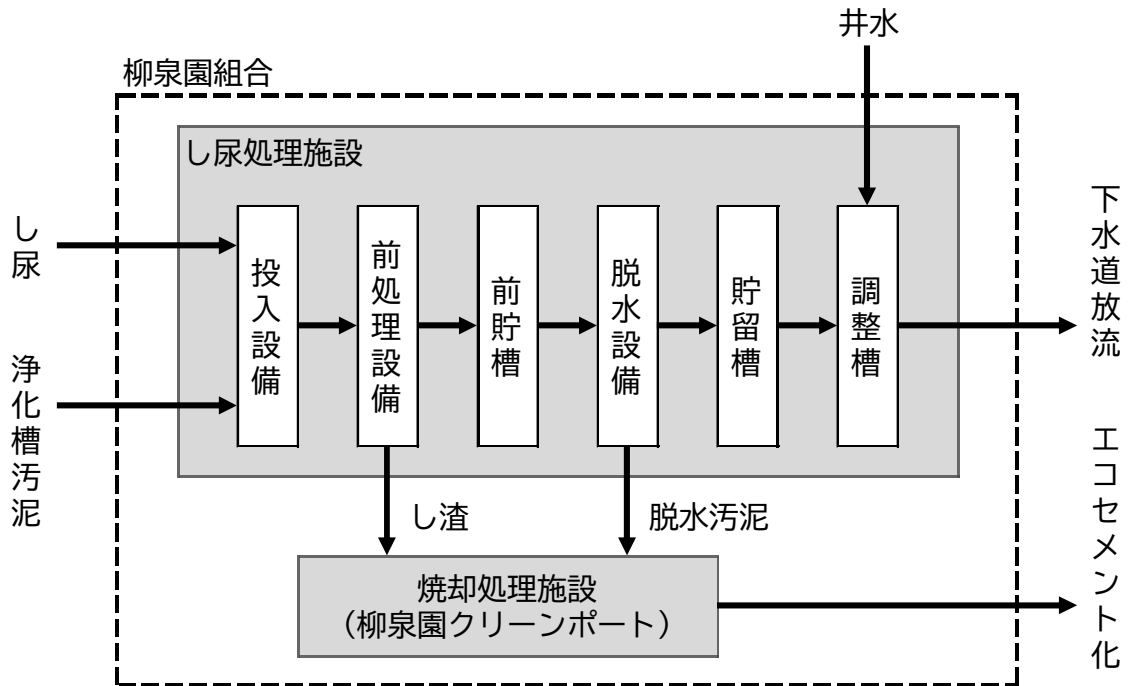 井水
柳泉園組合
し尿処理施設
し尿
浄化槽汚泥
投入設備
前処理設備
前貯槽
脱水設備
貯留槽
調整槽
下水道放流
し渣
脱水汚泥
焼却処理施設
（柳泉園クリーンポート）
エコセメント化